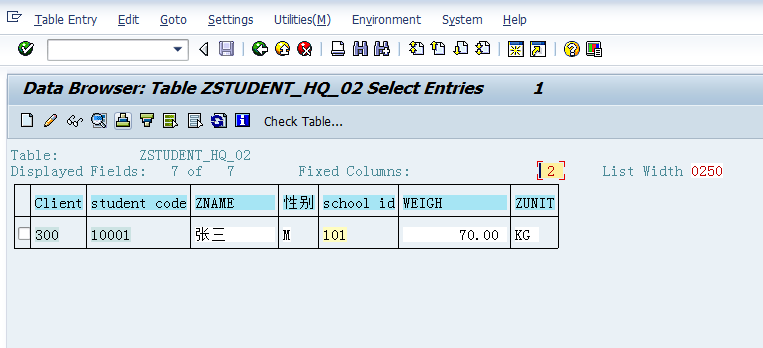 Table Entry Edit Goto Settings Utilities(M) Environment System Help
Data Browser: Table ZSTUDENT_HQ_02 Select Entries 1
Check Table...
Table: ZSTUDENT_HQ_02
Displayed Fields: 7 of 7 Fixed Columns: 2 List Width 0250
Client student code ZNAME 性别 school id WEIGH ZUNIT
300 10001 张三 M 101 70.00 KG